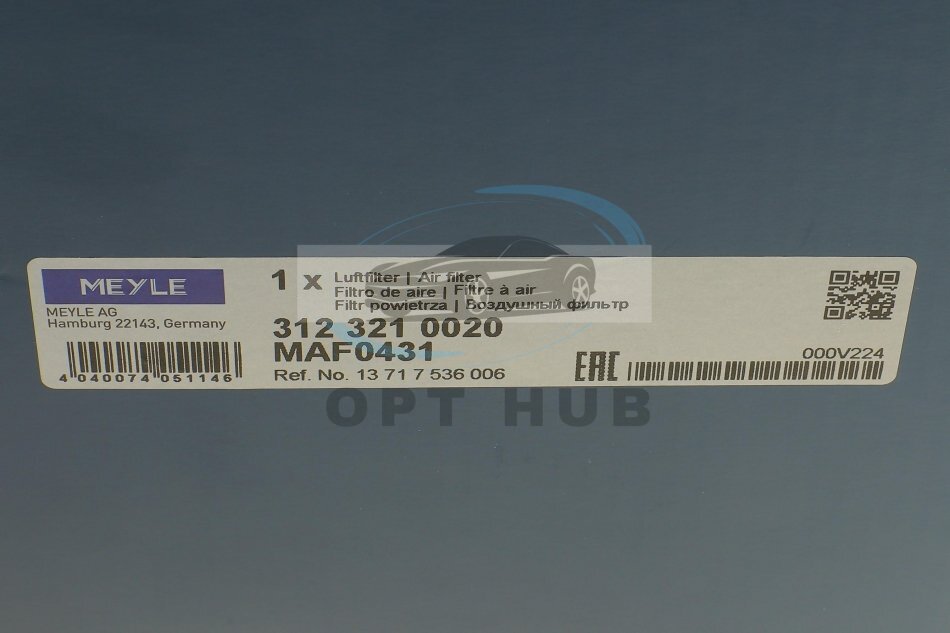 MEYLE
MEYLE AG
Hamburg 22143, Germany
4 040074 051146
1 x Luftfilter | Air filter
Filtro de aire | Filtre à air
Filtr powietrza | Воздушный фильтр
312 321 0020
MAF0431
Ref. No. 13 71 7 536 006
EAC
000V224
OPT HUB